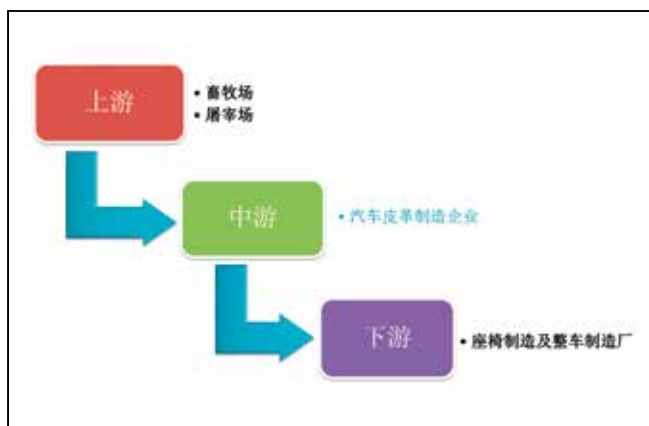 上游
• 畜牧场
• 屠宰场
中游
• 汽车皮革制造企业
下游
• 座椅制造及整车制造厂